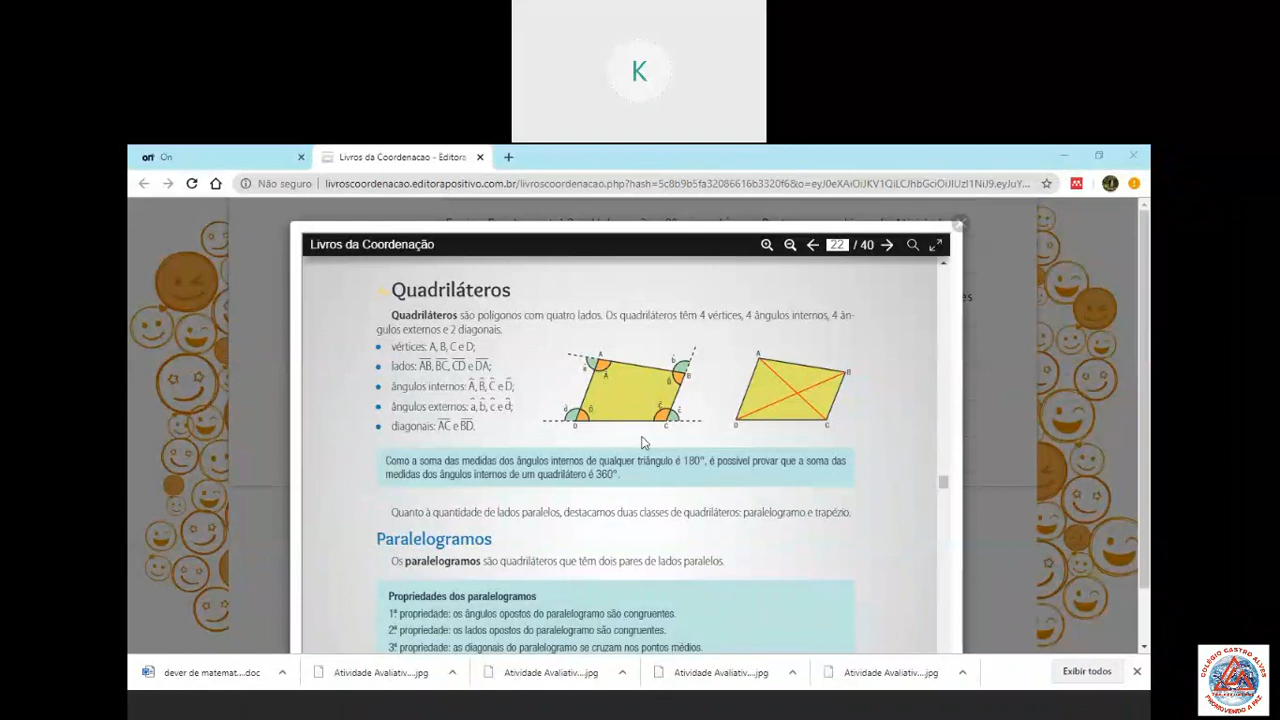 K
on On
Livros da Coordenacao - Editora
Não seguro
livroscoordenacao.editorapositivo.com.br/livroscoordenacao.php?hash=5c8b9b5fa32086616b3320f6&o=eyJ0eXAiOiJKV1QiLCJhbGciOiJIUzI1NiJ9.eyJuY...
Livros da Coordenação
22 / 40
Quadriláteros
Quadriláteros são polígonos com quatro lados. Os quadriláteros têm 4 vértices, 4 ângulos internos, 4 ân-
gulos externos e 2 diagonais.
• vértices: A, B, C e D;
• lados: A̅B̅, B̅C̅, C̅D̅ e D̅A̅;
• ângulos internos: Â, B̂, Ĉ e D̂;
• ângulos externos: â, b̂, ĉ e d̂;
• diagonais: A̅C̅ e B̅D̅.
A
B
C
D
A
B
C
D
Como a soma das medidas dos ângulos internos de qualquer triângulo é 180°, é possível provar que a soma das
medidas dos ângulos internos de um quadrilátero é 360°.
Quanto à quantidade de lados paralelos, destacamos duas classes de quadriláteros: paralelogramo e trapézio.
Paralelogramos
Os paralelogramos são quadriláteros que têm dois pares de lados paralelos.
Propriedades dos paralelogramos
1ª propriedade: os ângulos opostos do paralelogramo são congruentes.
2ª propriedade: os lados opostos do paralelogramo são congruentes.
3ª propriedade: as diagonais do paralelogramo se cruzam nos pontos médios.
es
dever de matemat....doc
Atividade Avaliativ....jpg
Atividade Avaliativ....jpg
Atividade Avaliativ....jpg
Atividade Avaliativ....jpg
Exibir todos
COLÉGIO CASTRO ALVES
PROMOVENDO A PAZ